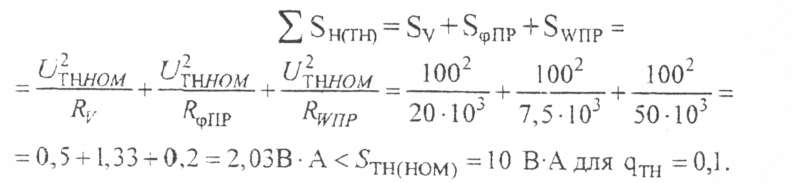 ∑ S_Н(ТН) = S_V + S_φПР + S_WПР =
= U²_ТННОМ / R_V + U²_ТННОМ / R_φПР + U²_ТННОМ / R_WПР = 100² / 20·10³ + 100² / 7,5·10³ + 100² / 50·10³ =
= 0,5 + 1,33 + 0,2 = 2,03В·А < S_ТН(НОМ) = 10 В·А для q_ТН = 0,1.